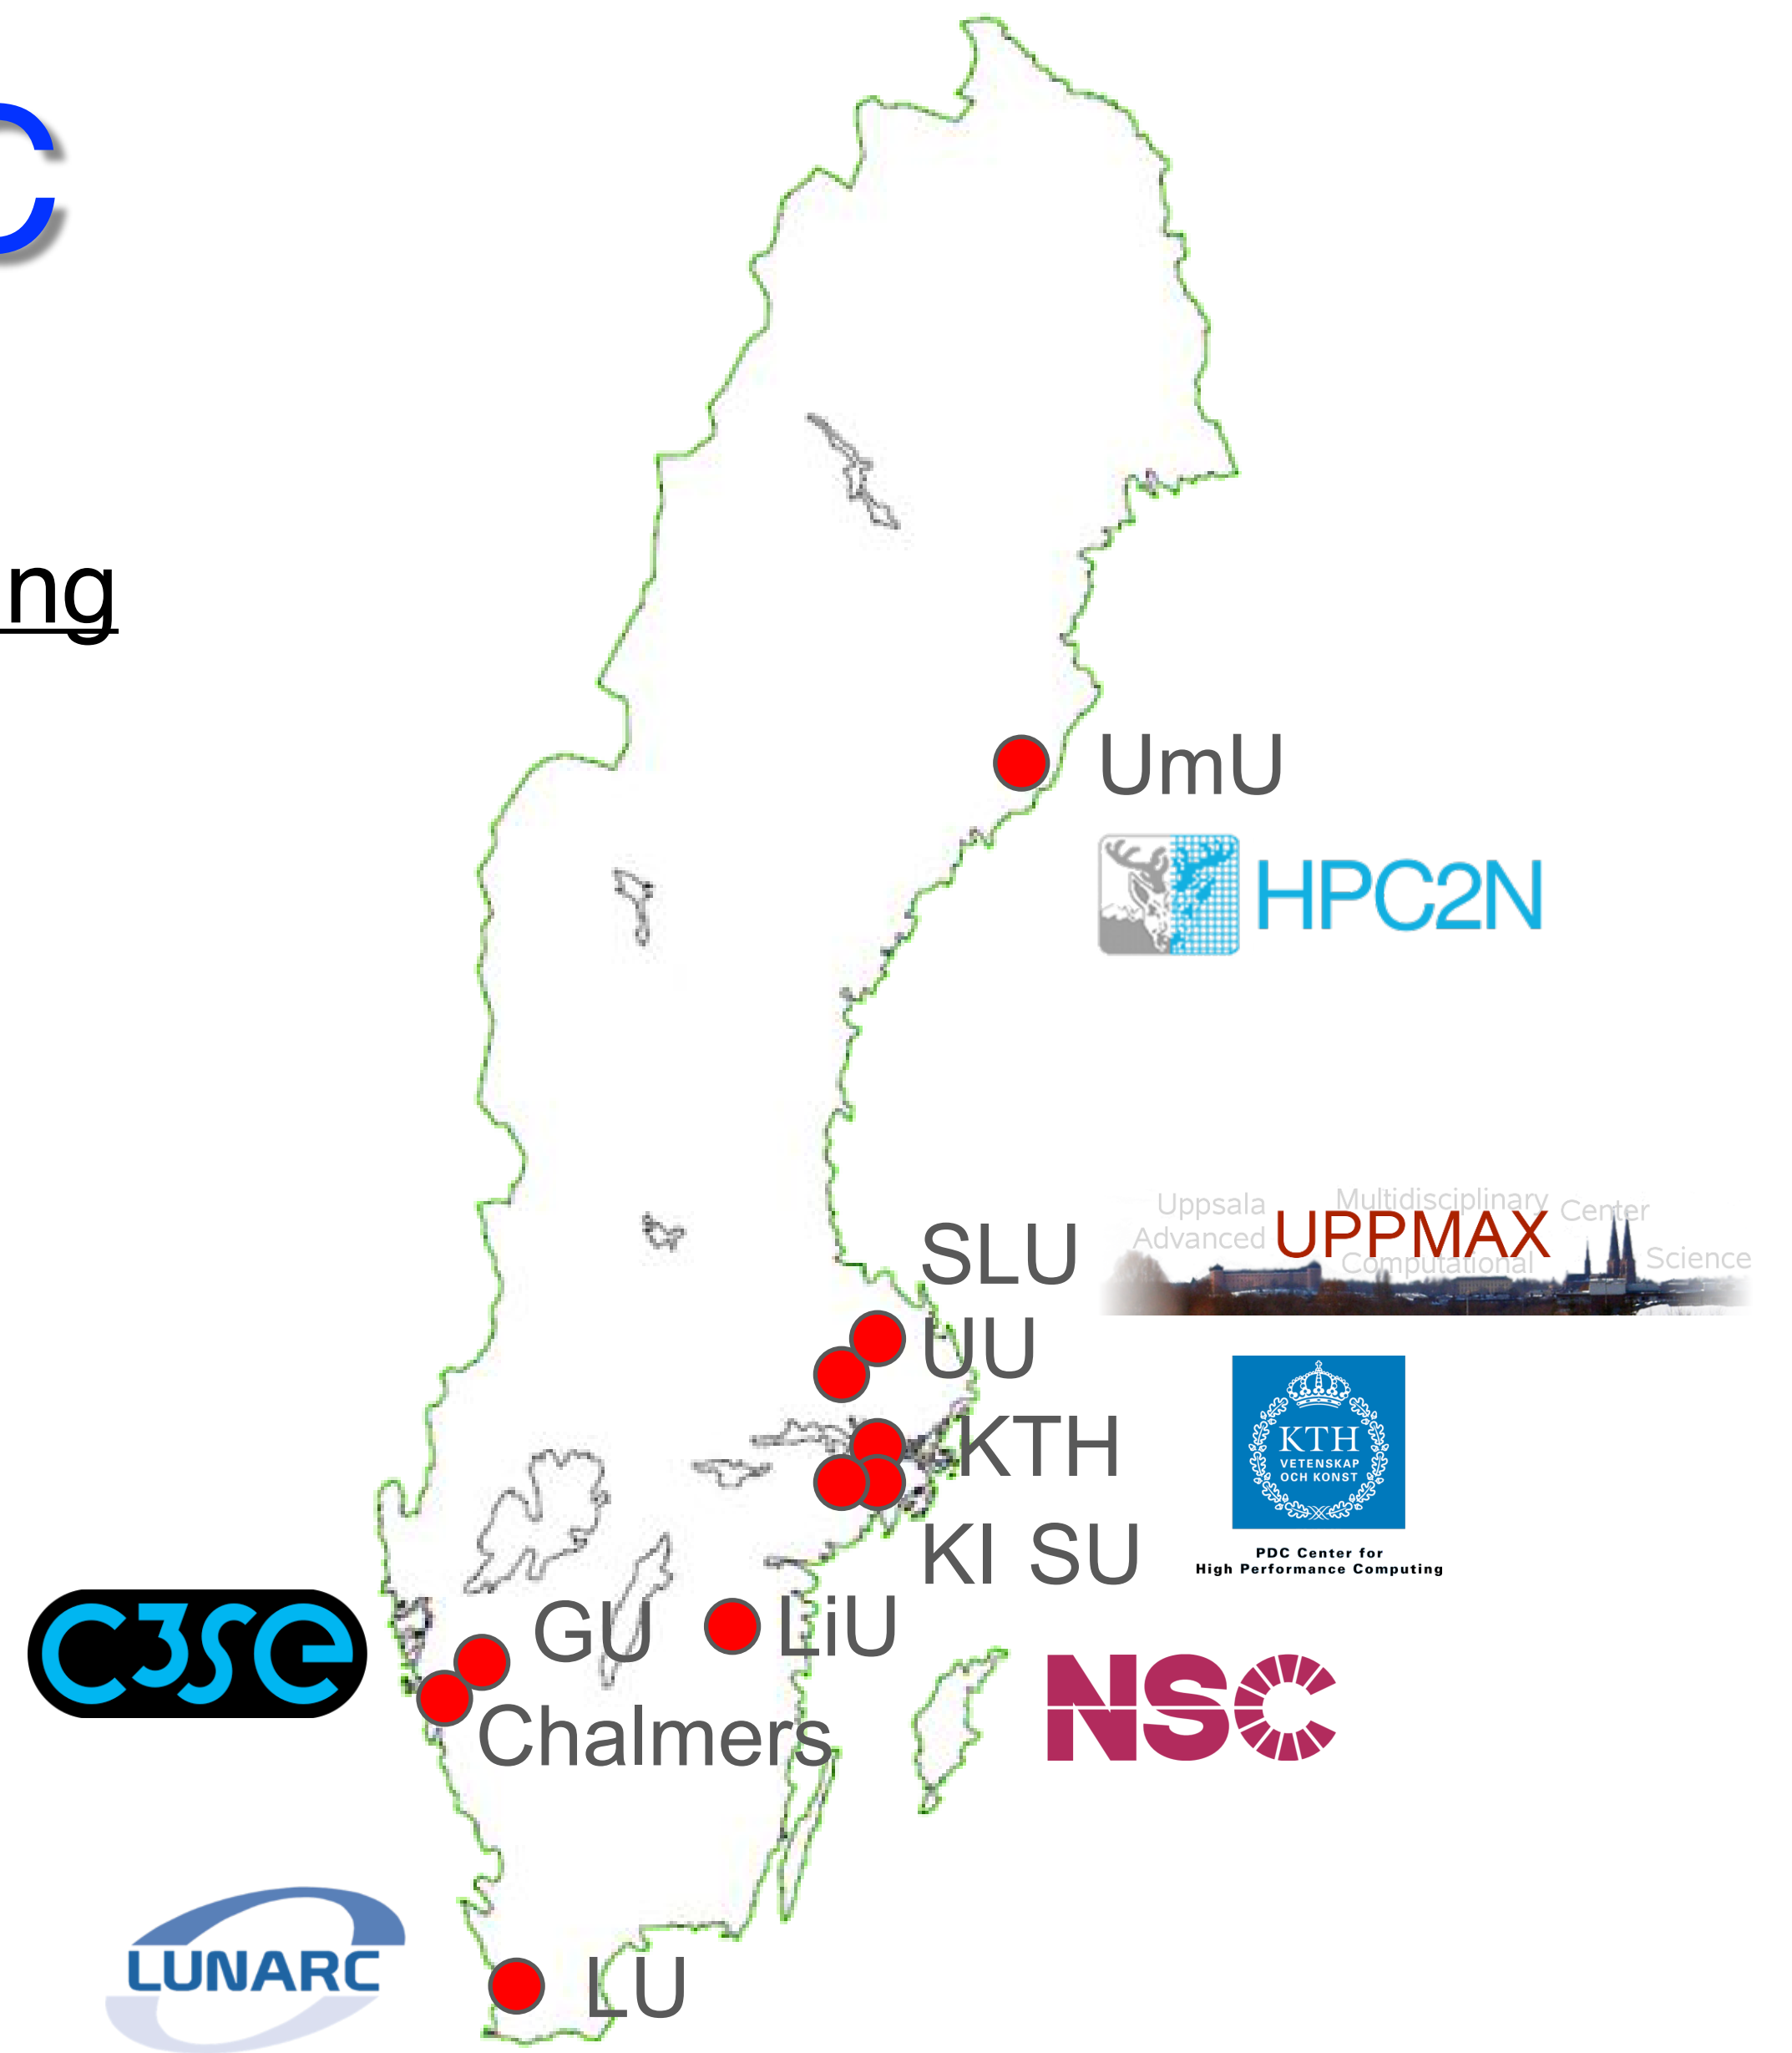 C
ng
UmU
HPC2N
SLU
Uppsala Multidisciplinary Center
Advanced UPPMAX
Computational Science
UU
KTH
KTH
VETENSKAP
OCH KONST
PDC Center for
High Performance Computing
KI SU
C3SE
GU
LiU
NSC
Chalmers
LUNARC
LU